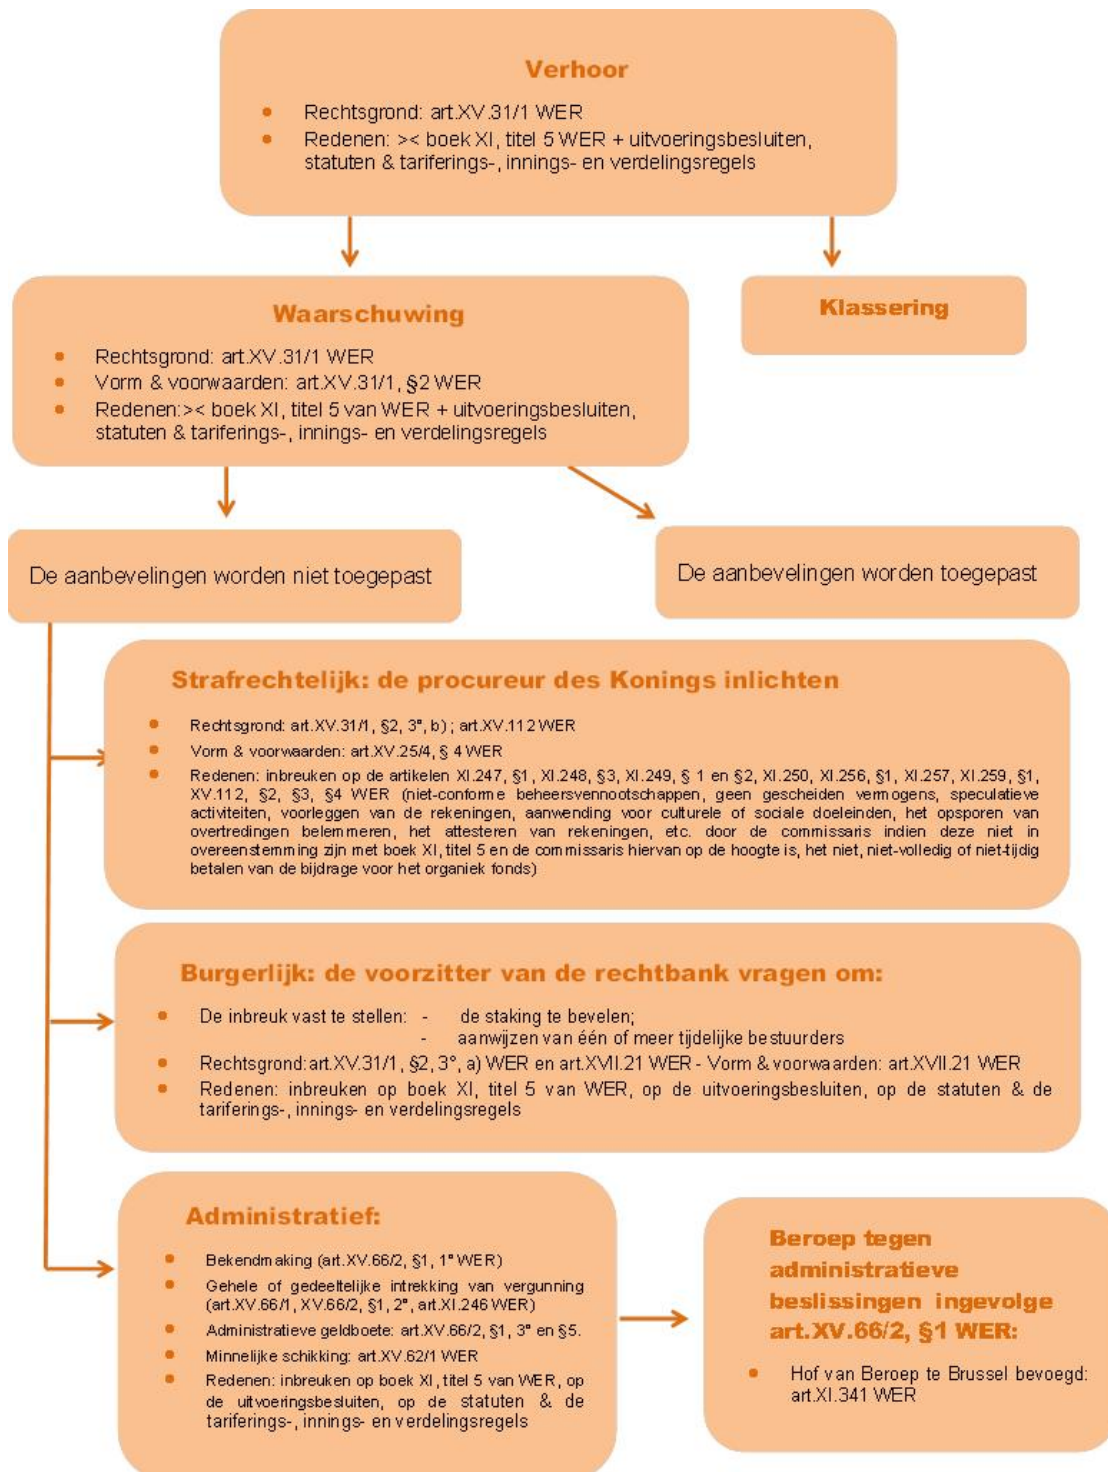 Verhoor
• Rechtsgrond: art.XV.31/1 WER
• Redenen: >< boek XI, titel 5 WER + uitvoeringsbesluiten,
statuten & tariferings-, innings- en verdelingsregels
Waarschuwing
• Rechtsgrond: art.XV.31/1 WER
• Vorm & voorwaarden: art.XV.31/1, §2 WER
• Redenen:>< boek XI, titel 5 van WER + uitvoeringsbesluiten,
statuten & tariferings-, innings- en verdelingsregels
Klassering
De aanbevelingen worden niet toegepast
De aanbevelingen worden toegepast
Strafrechtelijk: de procureur des Konings inlichten
• Rechtsgrond: art.XV.31/1, §2, 3°, b) ; art.XV.112 WER
• Vorm & voorwaarden: art.XV.25/4, § 4 WER
• Redenen: inbreuken op de artikelen XI.247, §1, XI.248, §3, XI.249, § 1 en §2, XI.250, XI.256, §1, XI.257, XI.259, §1,
XV.112, §2, §3, §4 WER (niet-conforme beheersvennootschappen, geen gescheiden vermogens, speculatieve
activiteiten, voorleggen van de rekeningen, aanwending voor culturele of sociale doeleinden, het opsporen van
overtredingen belemmeren, het attesteren van rekeningen, etc. door de commissaris indien deze niet in
overeenstemming zijn met boek XI, titel 5 en de commissaris hiervan op de hoogte is, het niet, niet-volledig of niet-tijdig
betalen van de bijdrage voor het organiek fonds)
Burgerlijk: de voorzitter van de rechtbank vragen om:
• De inbreuk vast te stellen: - de staking te bevelen;
- aanwijzen van één of meer tijdelijke bestuurders
• Rechtsgrond:art.XV.31/1, §2, 3°, a) WER en art.XVII.21 WER - Vorm & voorwaarden: art.XVII.21 WER
• Redenen: inbreuken op boek XI, titel 5 van WER, op de uitvoeringsbesluiten, op de statuten & de
tariferings-, innings- en verdelingsregels
Administratief:
• Bekendmaking (art.XV.66/2, §1, 1° WER)
• Gehele of gedeeltelijke intrekking van vergunning
(art.XV.66/1, XV.66/2, §1, 2°, art.XI.246 WER)
• Administratieve geldboete: art.XV.66/2, §1, 3° en §5.
• Minnelijke schikking: art.XV.62/1 WER
• Redenen: inbreuken op boek XI, titel 5 van WER, op
de uitvoeringsbesluiten, op de statuten & de
tariferings-, innings- en verdelingsregels
Beroep tegen
administratieve
beslissingen ingevolge
art.XV.66/2, §1 WER:
• Hof van Beroep te Brussel bevoegd:
art.XI.341 WER